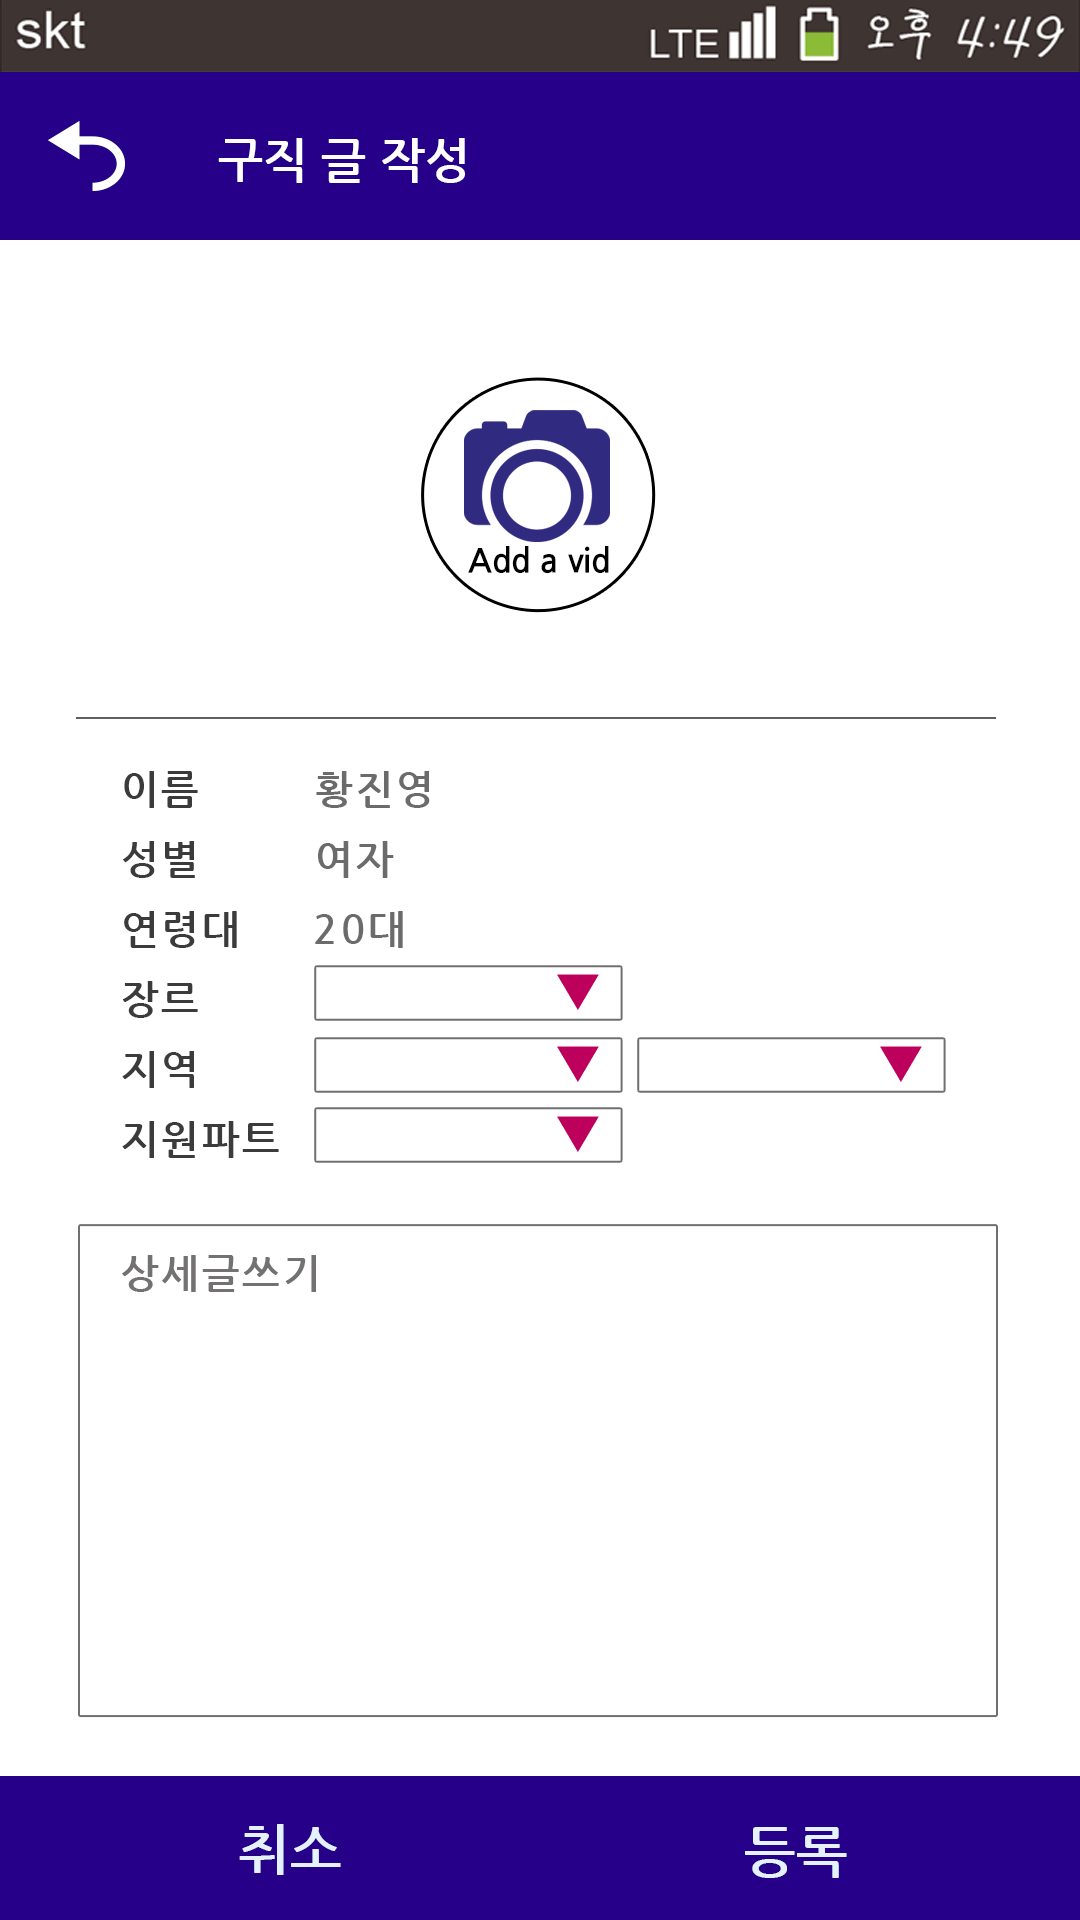 skt LTE 오후 4:49
구직 글 작성
Add a vid
이름 황진영
성별 여자
연령대 20대
장르
지역
지원파트
상세글쓰기
취소 등록